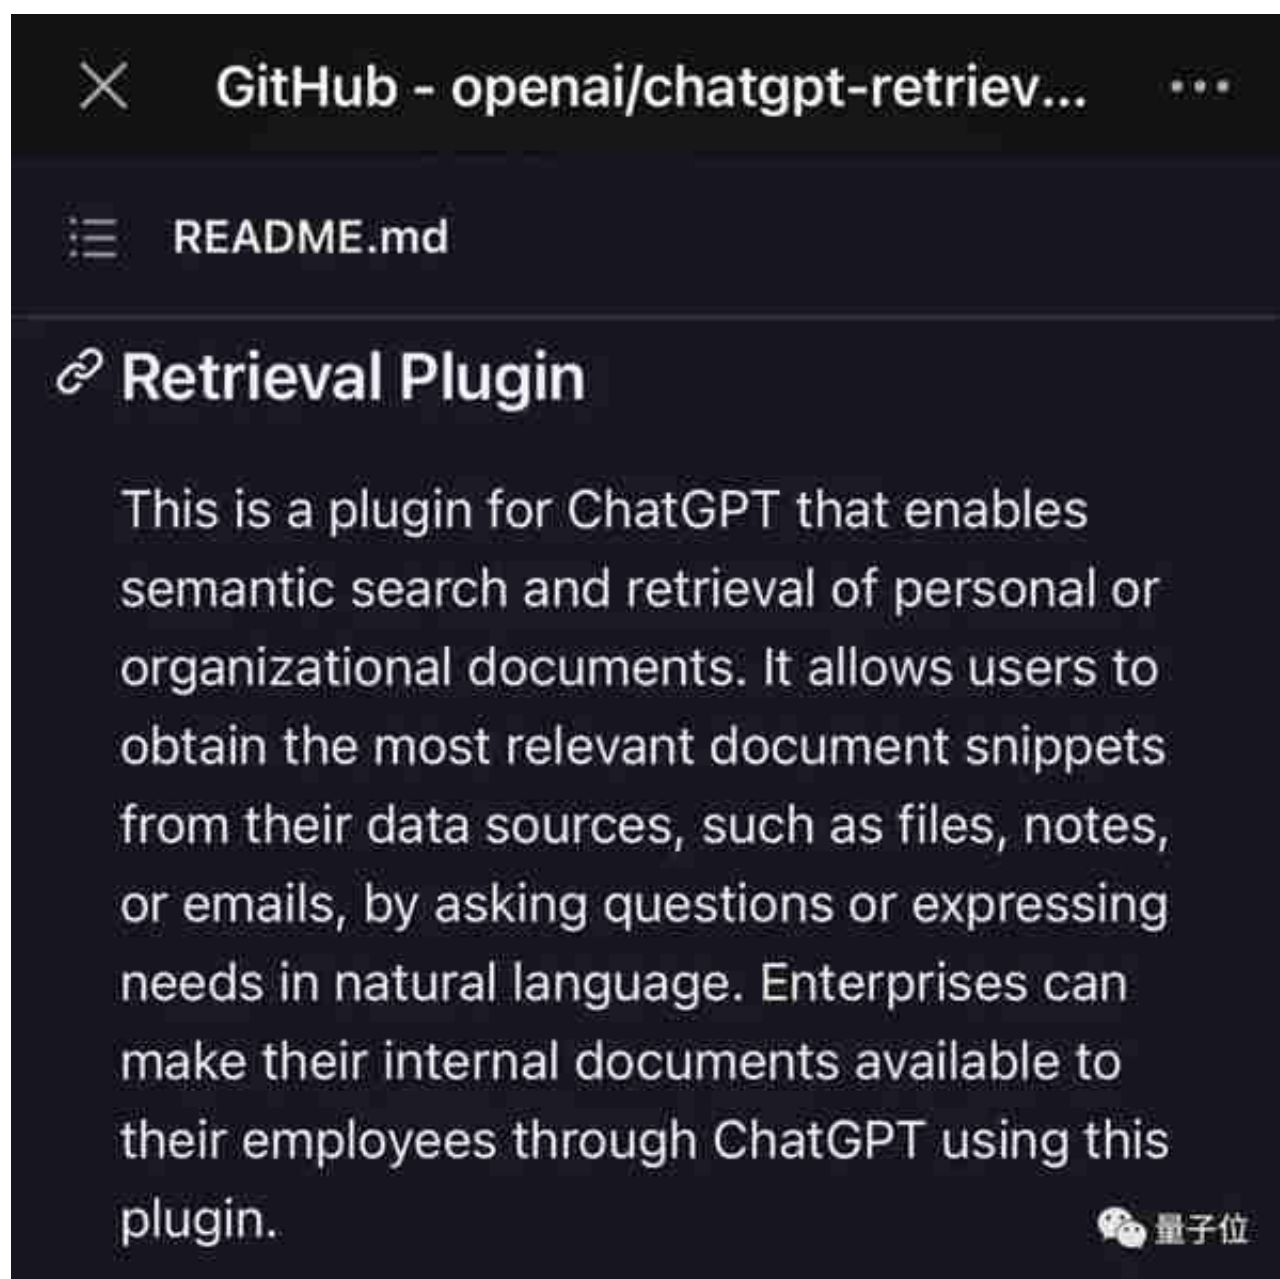 GitHub - openai/chatgpt-retriev...
README.md
Retrieval Plugin
This is a plugin for ChatGPT that enables
semantic search and retrieval of personal or
organizational documents. It allows users to
obtain the most relevant document snippets
from their data sources, such as files, notes,
or emails, by asking questions or expressing
needs in natural language. Enterprises can
make their internal documents available to
their employees through ChatGPT using this
plugin.
量子位